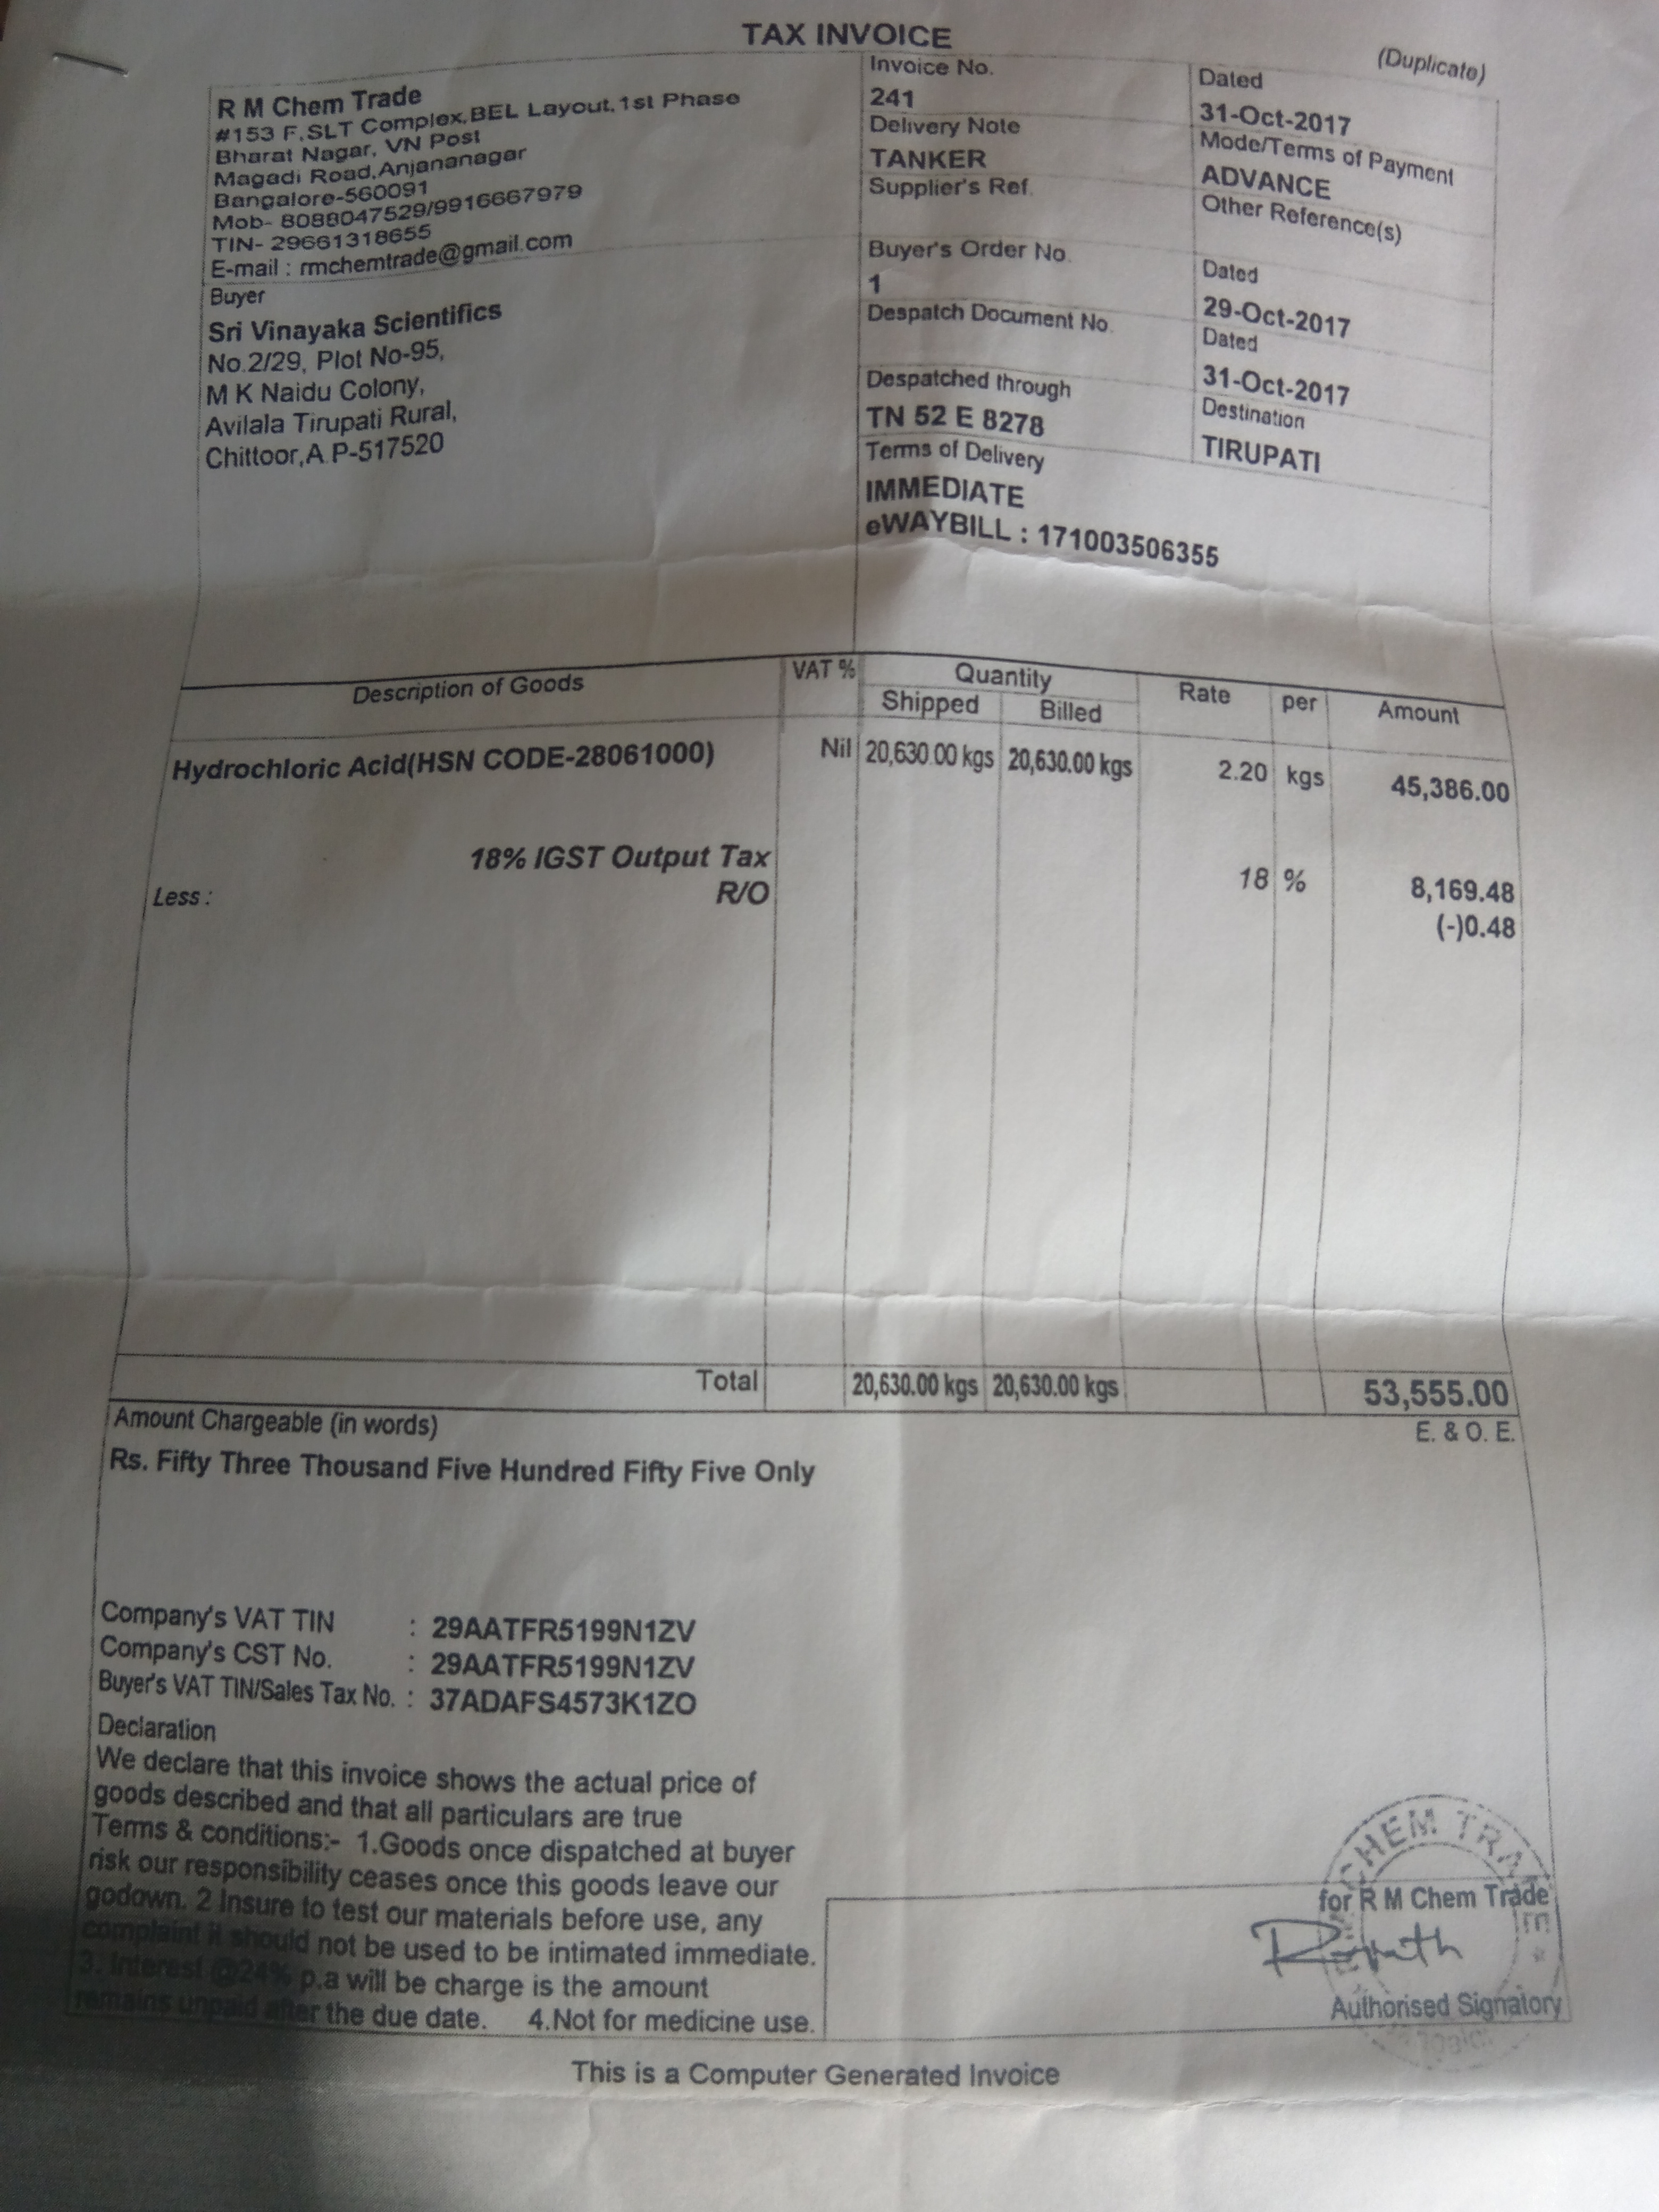 TAX INVOICE
(Duplicate)
R M Chem Trade
#153 F,SLT Complex,BEL Layout,1st Phase
Bharat Nagar, VN Post
Magadi Road,Anjananagar
Bangalore-560091
Mob- 8088047529/9916667979
TIN- 29661318655
E-mail : rmchemtrade@gmail.com
Buyer
Sri Vinayaka Scientifics
No.2/29, Plot No-95,
M K Naidu Colony,
Avilala Tirupati Rural,
Chittoor,A.P-517520
Invoice No.
241
Dated
31-Oct-2017
Delivery Note
TANKER
Mode/Terms of Payment
ADVANCE
Supplier's Ref.
Other Reference(s)
Buyer's Order No.
1
Dated
29-Oct-2017
Despatch Document No.
Dated
31-Oct-2017
Despatched through
TN 52 E 8278
Destination
TIRUPATI
Terms of Delivery
IMMEDIATE
eWAYBILL : 171003506355
Description of Goods VAT % Quantity Rate per Amount
Shipped Billed
Hydrochloric Acid(HSN CODE-28061000) Nil 20,630.00 kgs 20,630.00 kgs 2.20 kgs 45,386.00
18% IGST Output Tax 18 % 8,169.48
Less : R/O (-)0.48
Total 20,630.00 kgs 20,630.00 kgs 53,555.00
Amount Chargeable (in words) E. & O. E.
Rs. Fifty Three Thousand Five Hundred Fifty Five Only
Company's VAT TIN : 29AATFR5199N1ZV
Company's CST No. : 29AATFR5199N1ZV
Buyer's VAT TIN/Sales Tax No. : 37ADAFS4573K1ZO
Declaration
We declare that this invoice shows the actual price of
goods described and that all particulars are true
Terms & conditions:- 1.Goods once dispatched at buyer
risk our responsibility ceases once this goods leave our
godown. 2 Insure to test our materials before use, any
complaint it should not be used to be intimated immediate.
3. Interest @24% p.a will be charge is the amount
remains unpaid after the due date. 4.Not for medicine use.
CHEM TRADE
for R M Chem Trade
Authorised Signatory
This is a Computer Generated Invoice